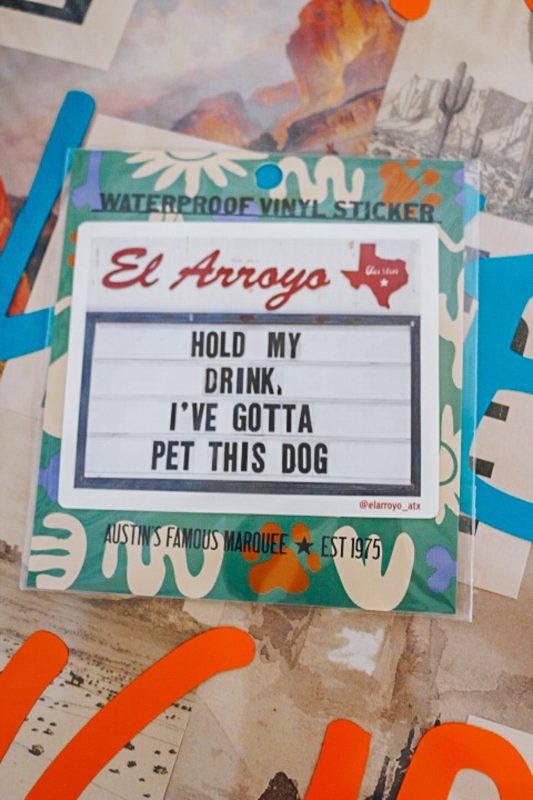 WATERPROOF VINYL STICKER
El Arroyo
Austin
HOLD MY
DRINK,
I'VE GOTTA
PET THIS DOG
@elarroyo_atx
AUSTIN'S FAMOUS MARQUEE ★ EST 1975